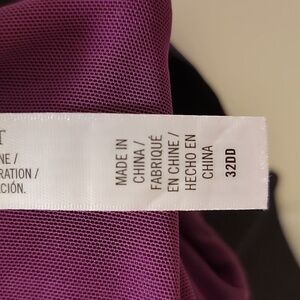 MADE IN
CHINA /
FABRIQUÉ
EN CHINE /
HECHO EN
CHINA
32DD